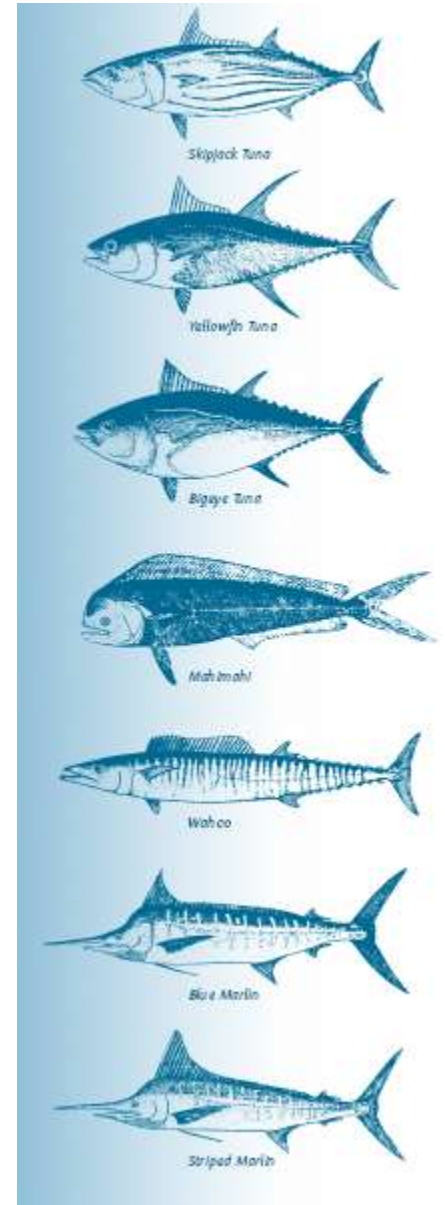 Skipjack Tuna
Yellowfin Tuna
Bigeye Tuna
Mahimahi
Wahoo
Blue Marlin
Striped Marlin